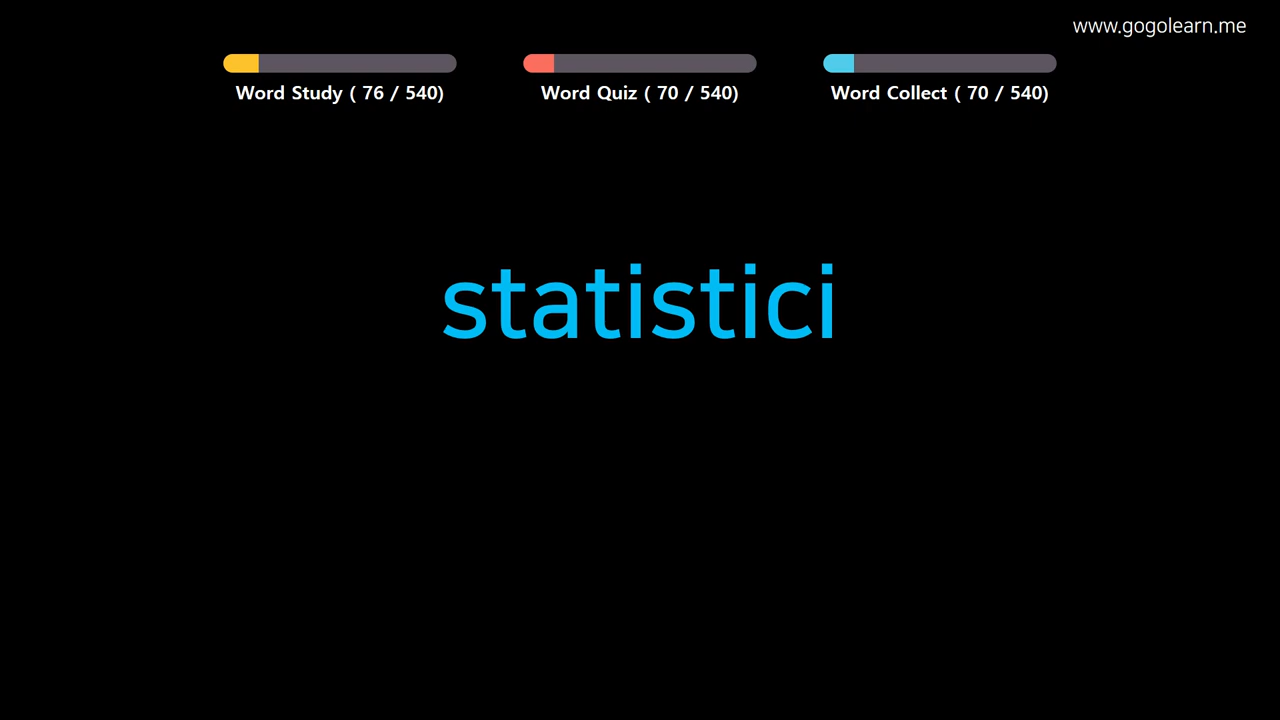 www.gogolearn.me
Word Study ( 76 / 540)
Word Quiz ( 70 / 540)
Word Collect ( 70 / 540)
statistici